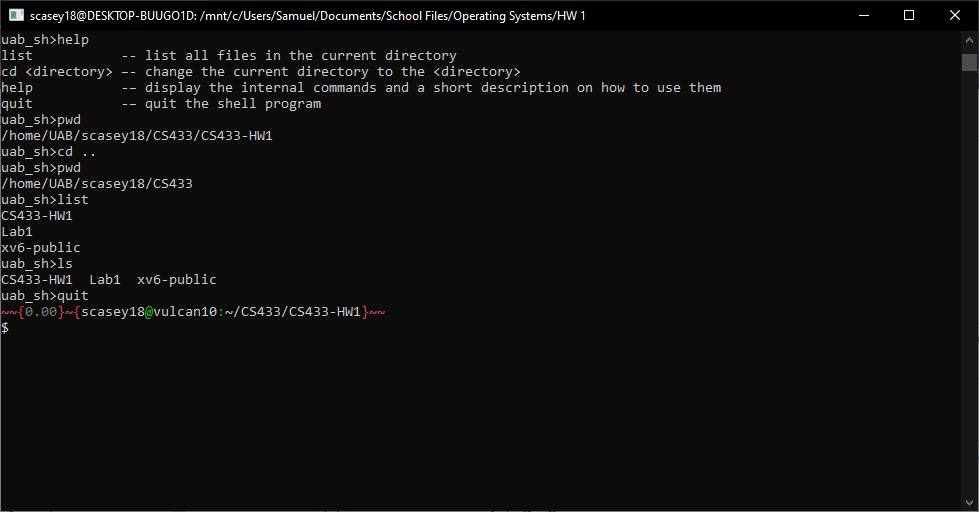 scasey18@DESKTOP-BUUGO1D: /mnt/c/Users/Samuel/Documents/School Files/Operating Systems/HW 1
uab_sh>help
list           -- list all files in the current directory
cd <directory> -- change the current directory to the <directory>
help           -- display the internal commands and a short description on how to use them
quit           -- quit the shell program
uab_sh>pwd
/home/UAB/scasey18/CS433/CS433-HW1
uab_sh>cd ..
uab_sh>pwd
/home/UAB/scasey18/CS433
uab_sh>list
CS433-HW1
Lab1
xv6-public
uab_sh>ls
CS433-HW1  Lab1  xv6-public
uab_sh>quit
~~{0.00}~{scasey18@vulcan10:~/CS433/CS433-HW1}~~
$